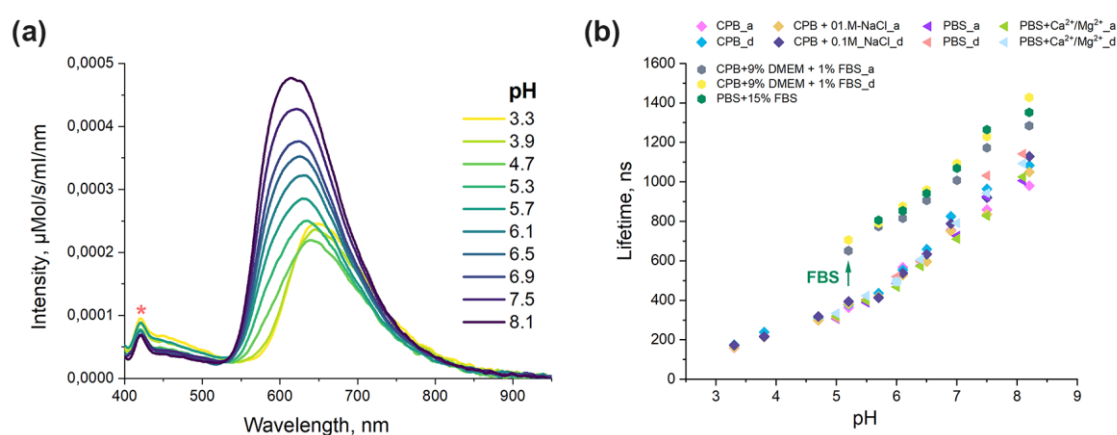 (a)
0,0005
0,0004
0,0003
0,0002
0,0001
0,0000
Intensity, µMol/s/ml/nm
*
pH
3.3
3.9
4.7
5.3
5.7
6.1
6.5
6.9
7.5
8.1
400 500 600 700 800 900
Wavelength, nm
(b)
CPB_a CPB + 01.M-NaCl_a PBS_a PBS+Ca²⁺/Mg²⁺_a
CPB_d CPB + 0.1M_NaCl_d PBS_d PBS+Ca²⁺/Mg²⁺_d
CPB+9% DMEM + 1% FBS_a
CPB+9% DMEM + 1% FBS_d
PBS+15% FBS
1600
1400
1200
1000
800
600
400
200
0
Lifetime, ns
FBS
3 4 5 6 7 8 9
pH